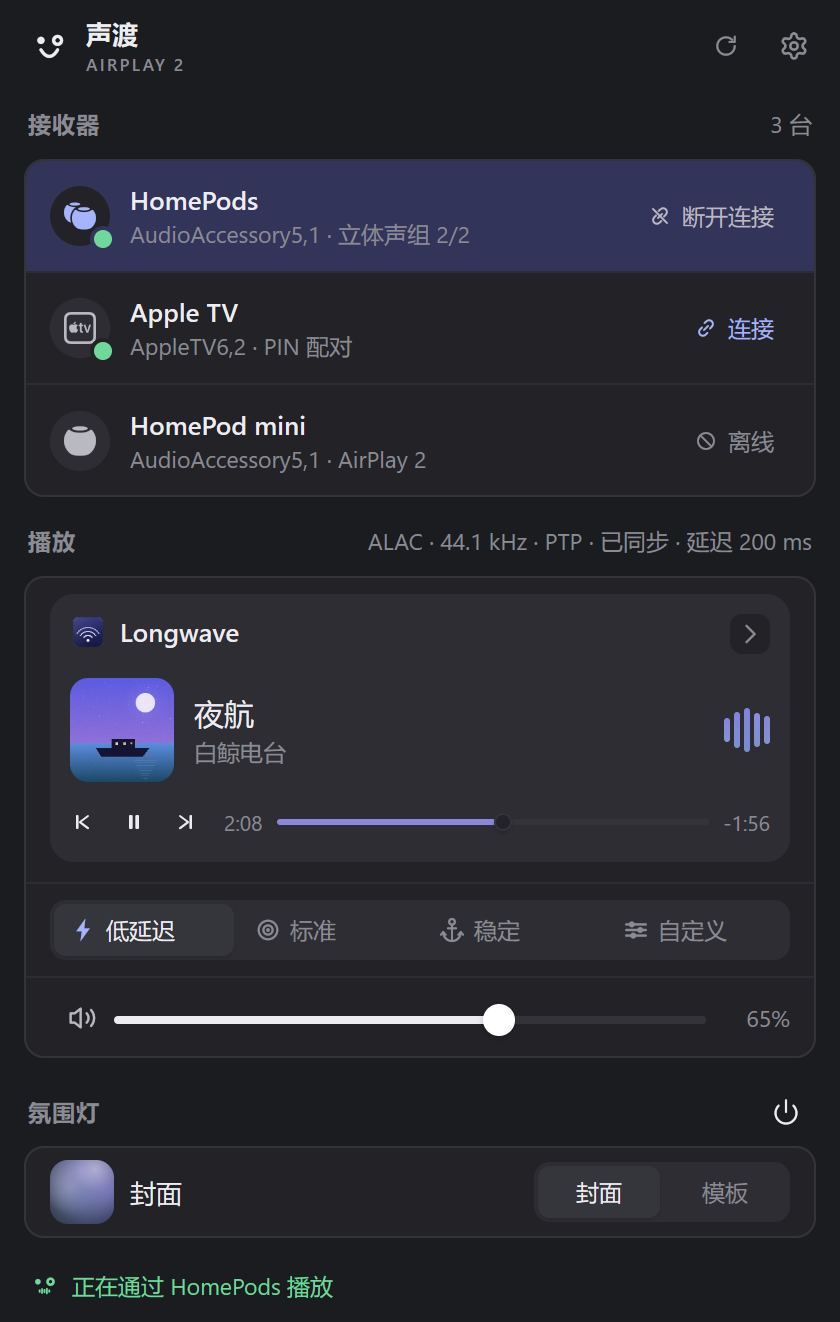 声渡
AIRPLAY 2
接收器
3 台
HomePods
AudioAccessory5,1 · 立体声组 2/2
断开连接
tv
Apple TV
AppleTV6,2 · PIN 配对
连接
HomePod mini
AudioAccessory5,1 · AirPlay 2
离线
播放
ALAC · 44.1 kHz · PTP · 已同步 · 延迟 200 ms
Longwave
夜航
白鲸电台
2:08
-1:56
低延迟
标准
稳定
自定义
65%
氛围灯
封面
封面
模板
正在通过 HomePods 播放